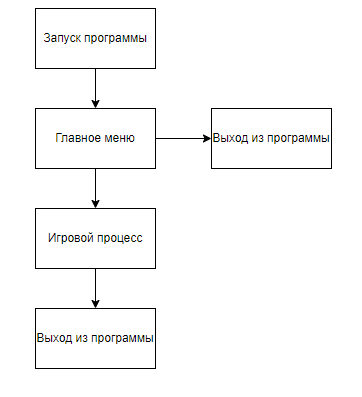 Запуск программы
Главное меню
Выход из программы
Игровой процесс
Выход из программы